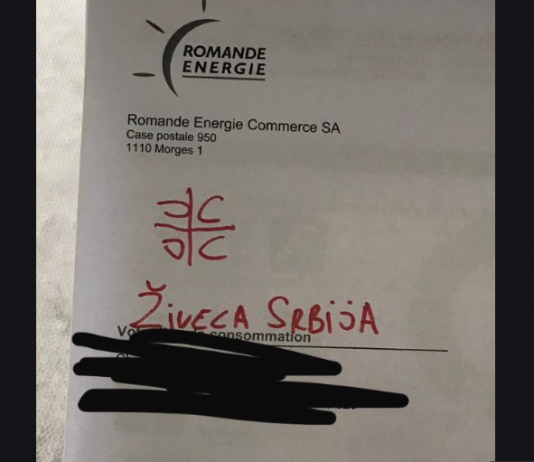 ROMANDE
ENERGIE
Romande Energie Commerce SA
Case postale 950
1110 Morges 1
C C
C C
ŽIVECA SRBIJA
consommation